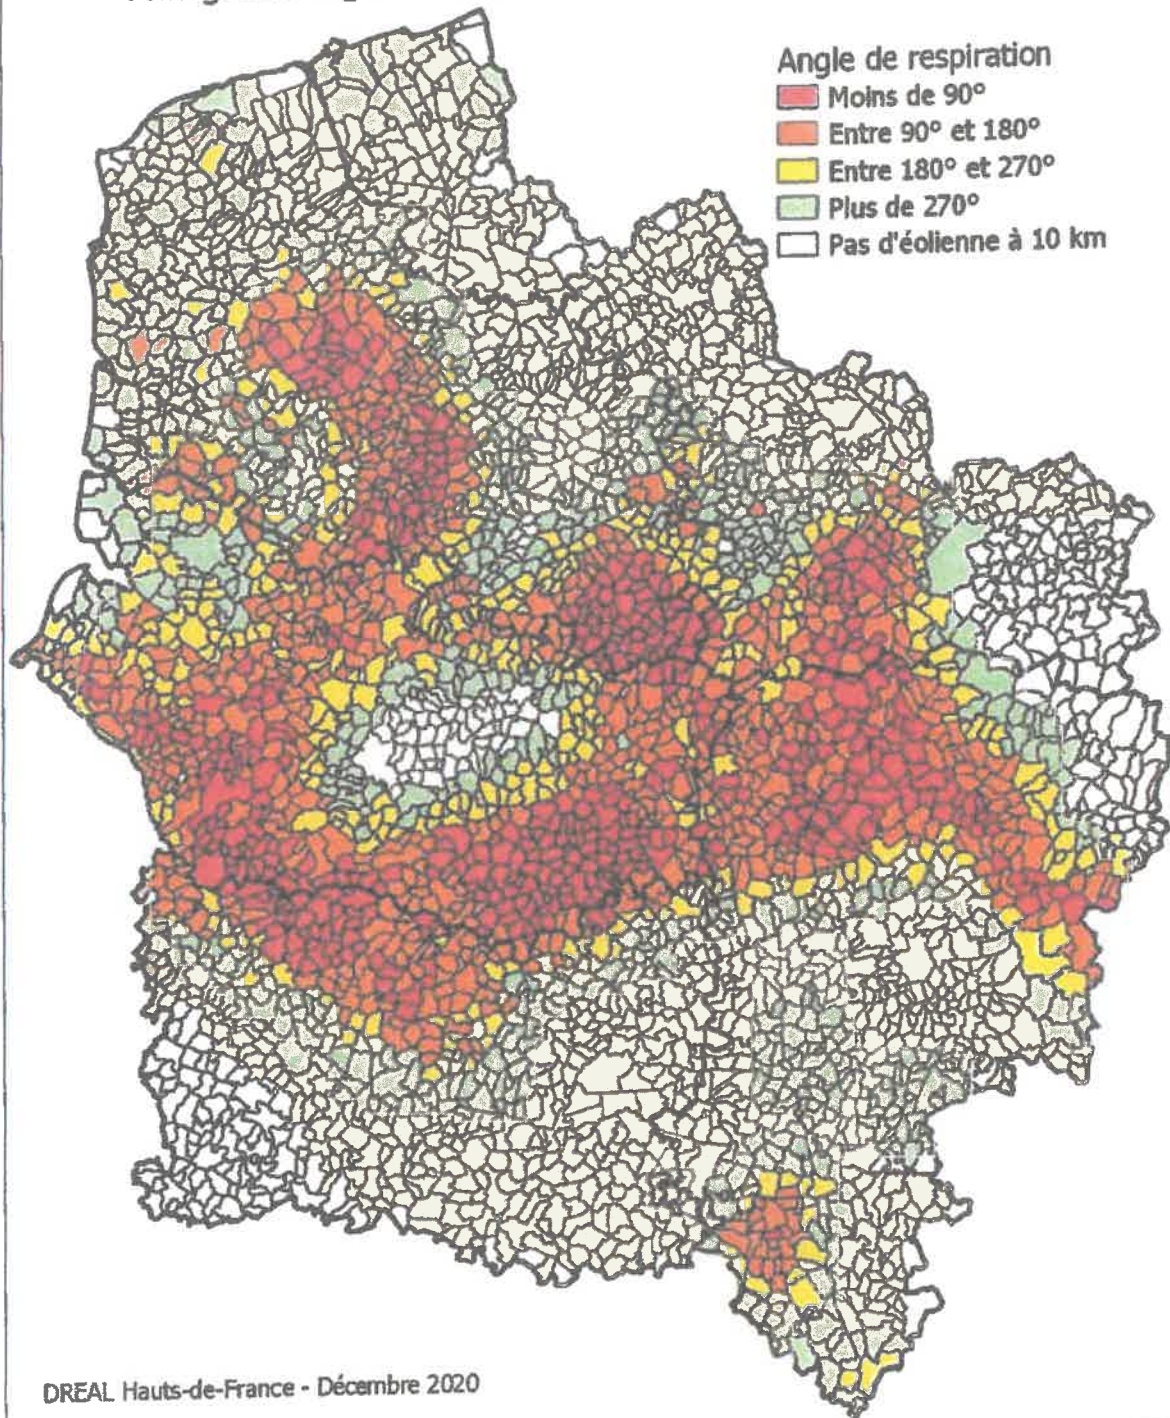 Angle de respiration
Moins de 90°
Entre 90° et 180°
Entre 180° et 270°
Plus de 270°
Pas d'éolienne à 10 km
DREAL Hauts-de-France - Décembre 2020